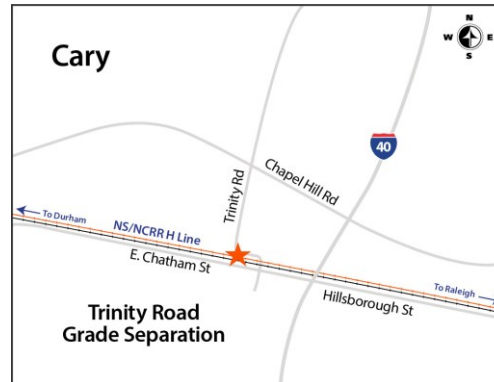 N
W E
S
Cary
40
Trinity Rd
Chapel Hill Rd
To Durham
NS/NCRR H Line
E. Chatham St
To Raleigh
Hillsborough St
Trinity Road
Grade Separation